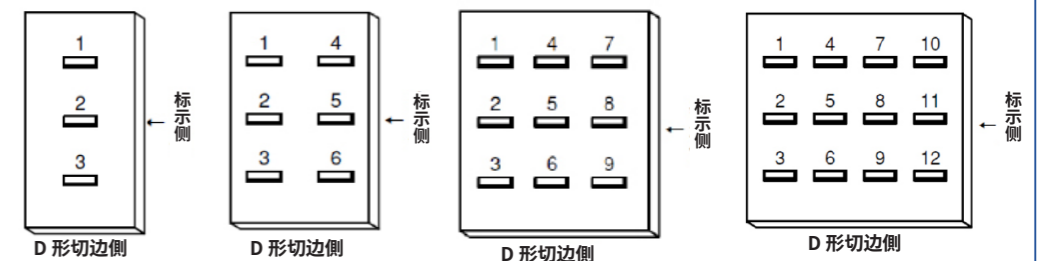 1
2
3
标示侧
D 形切边侧
1 4
2 5
3 6
标示侧
D 形切边侧
1 4 7
2 5 8
3 6 9
标示侧
D 形切边侧
1 4 7 10
2 5 8 11
3 6 9 12
标示侧
D 形切边侧